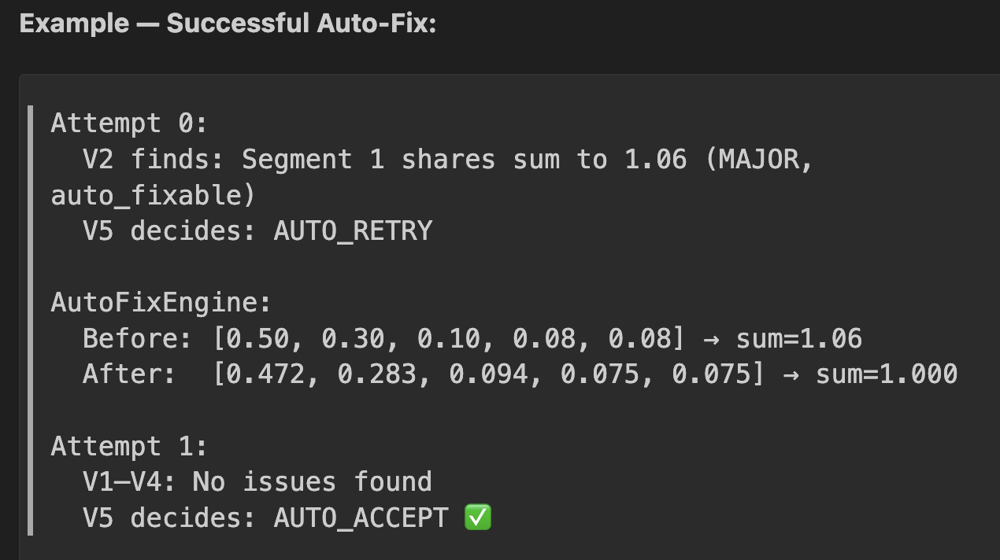 Example — Successful Auto-Fix:
Attempt 0:
V2 finds: Segment 1 shares sum to 1.06 (MAJOR,
auto_fixable)
V5 decides: AUTO_RETRY
AutoFixEngine:
Before: [0.50, 0.30, 0.10, 0.08, 0.08] → sum=1.06
After:  [0.472, 0.283, 0.094, 0.075, 0.075] → sum=1.000
Attempt 1:
V1–V4: No issues found
V5 decides: AUTO_ACCEPT ✅